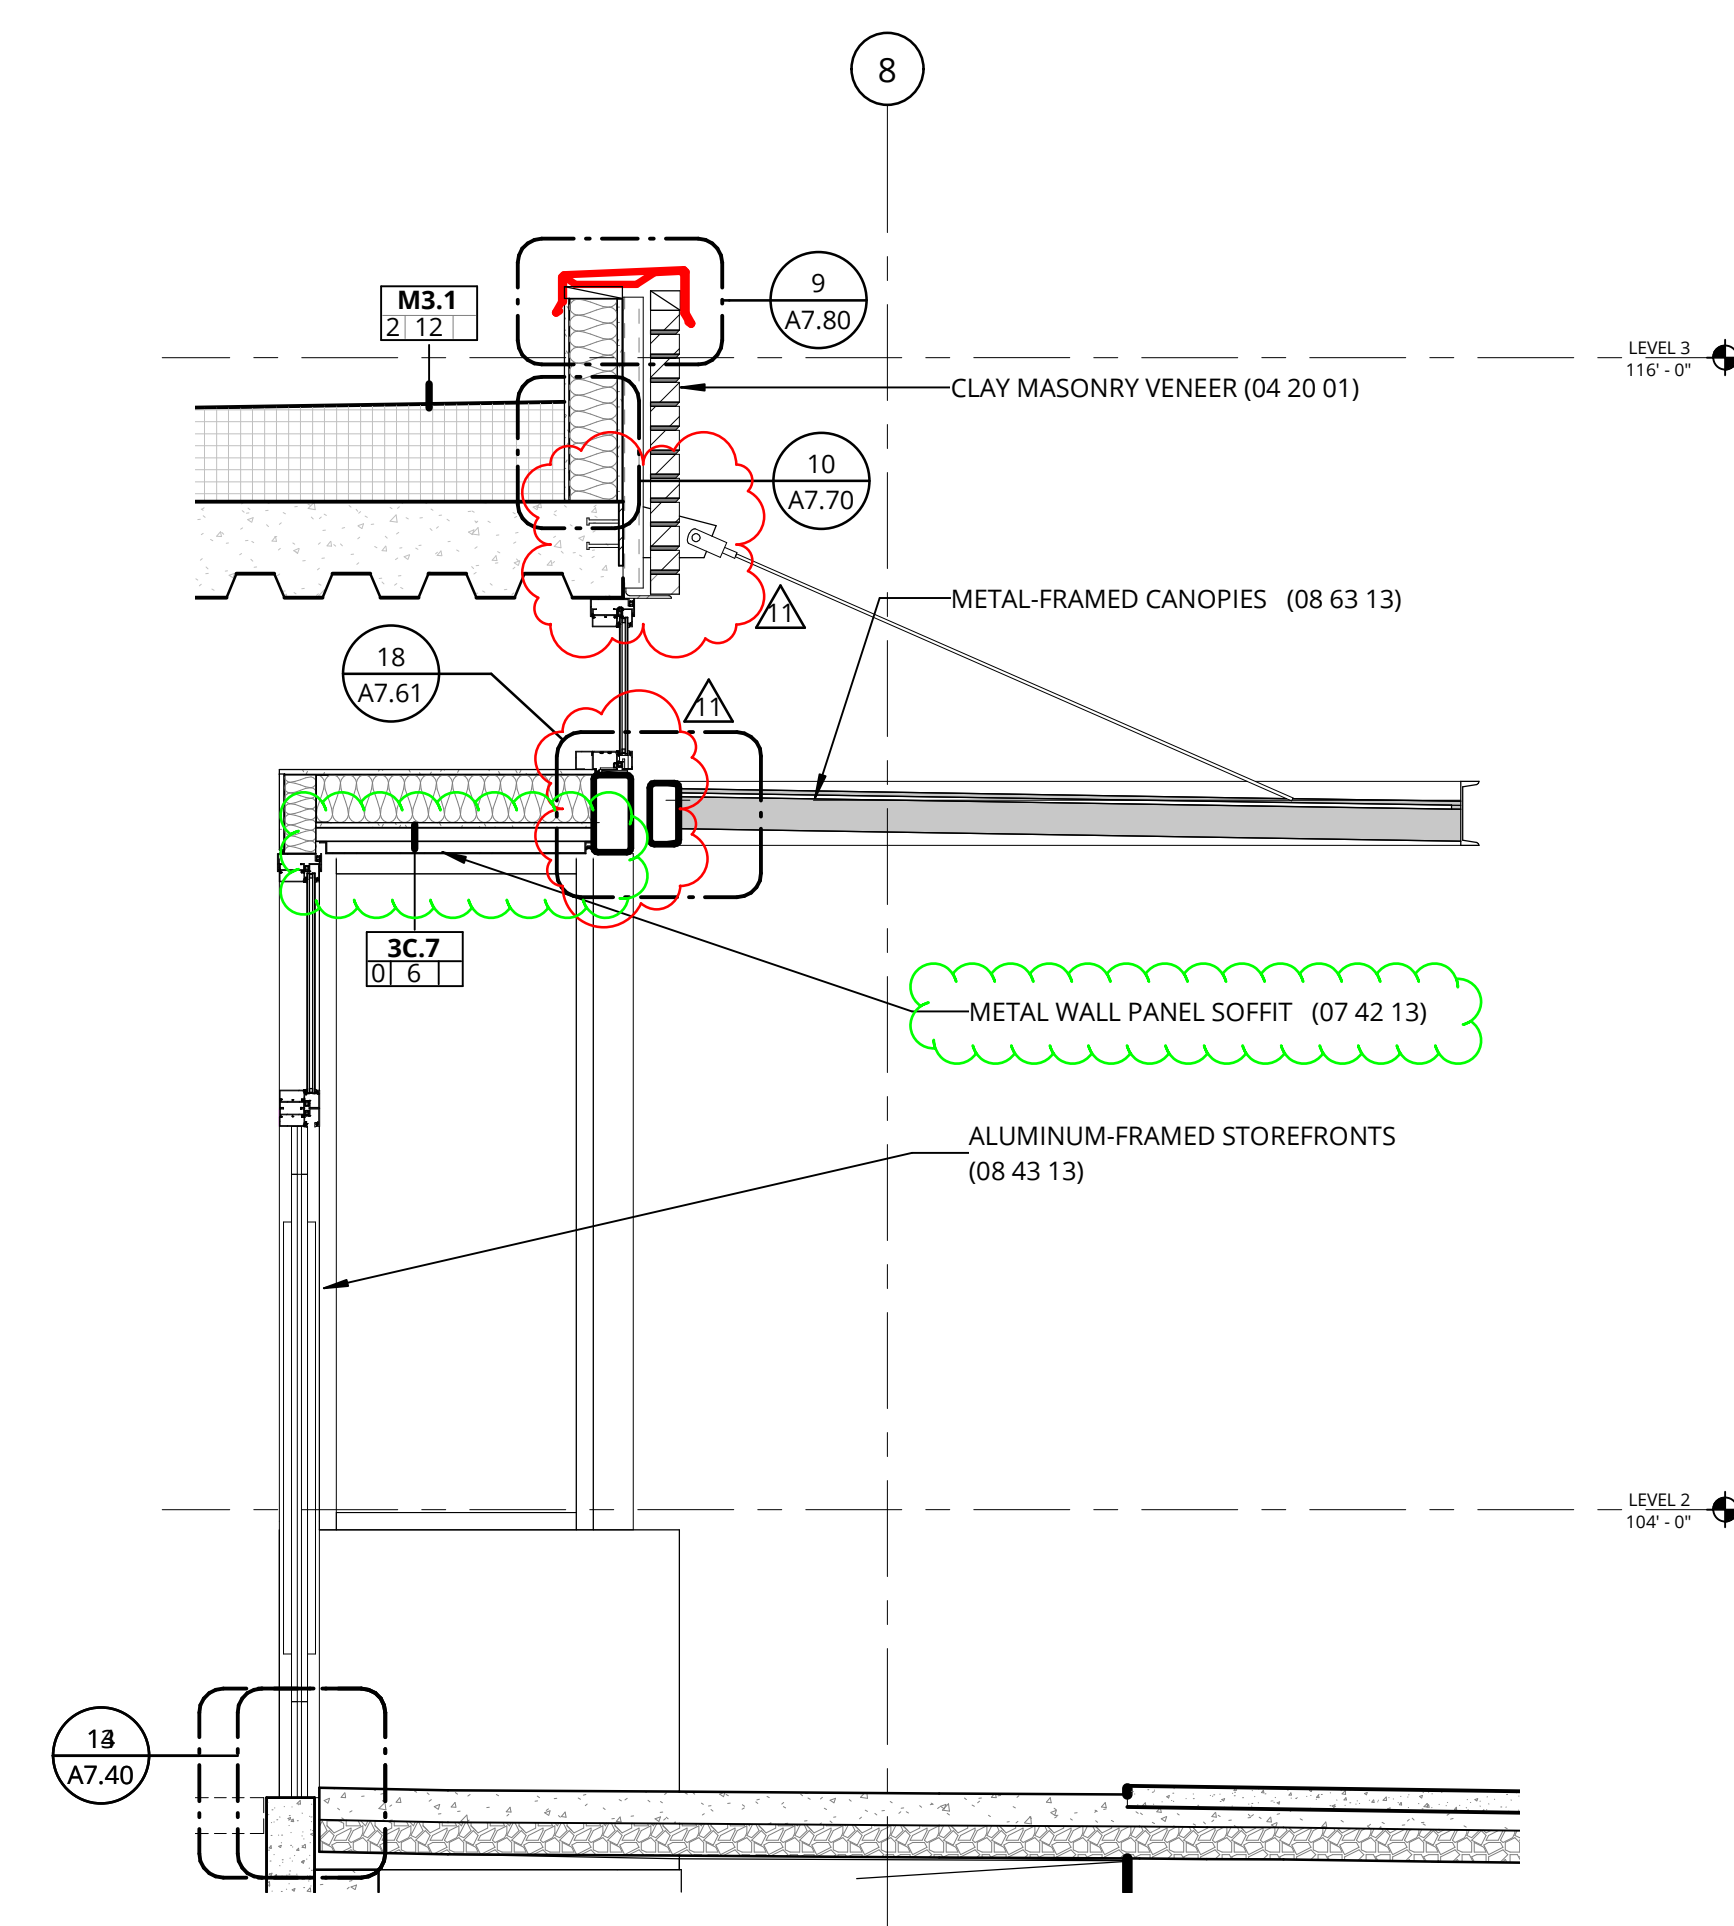 8
9
A7.80
M3.1
2 12
LEVEL 3
116' - 0"
CLAY MASONRY VENEER (04 20 01)
10
A7.70
METAL-FRAMED CANOPIES (08 63 13)
11
18
A7.61
11
3C.7
0 6
METAL WALL PANEL SOFFIT (07 42 13)
ALUMINUM-FRAMED STOREFRONTS
(08 43 13)
LEVEL 2
104' - 0"
A7.40